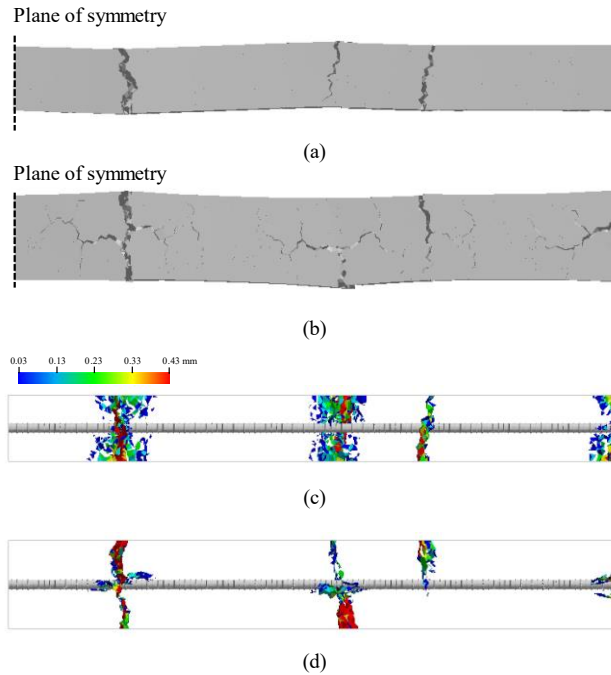 Plane of symmetry
(a)
Plane of symmetry
(b)
0.03 0.13 0.23 0.33 0.43 mm
(c)
(d)